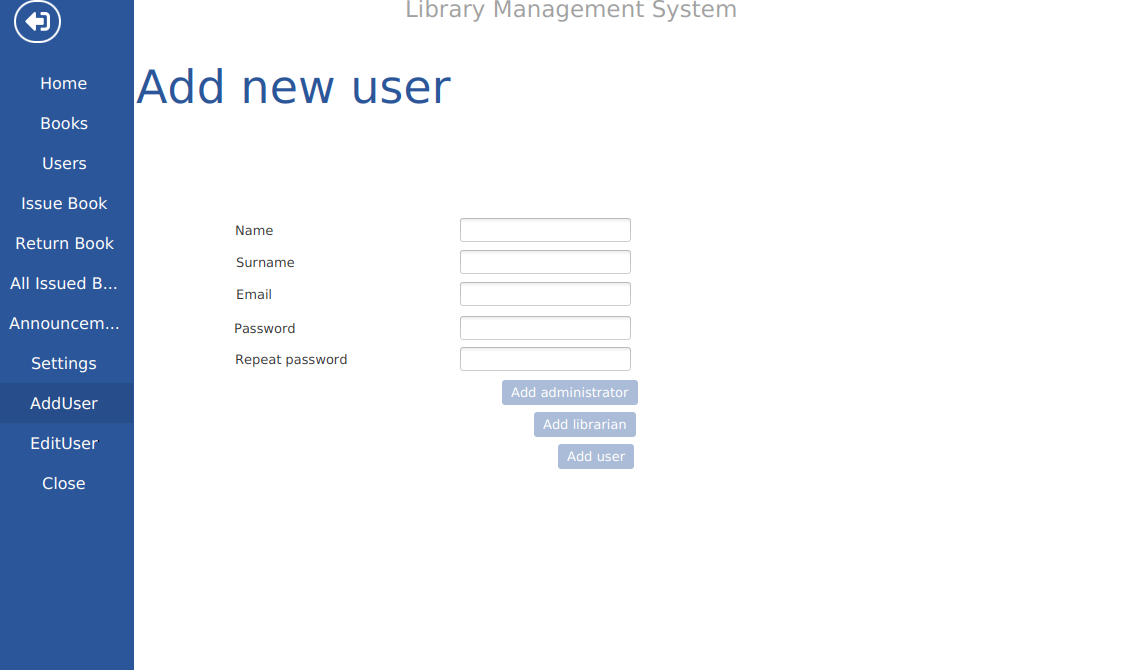 Library Management System
Home
Books
Users
Issue Book
Return Book
All Issued B...
Announcem...
Settings
AddUser
EditUser
Close
Add new user
Name
Surname
Email
Password
Repeat password
Add administrator
Add librarian
Add user